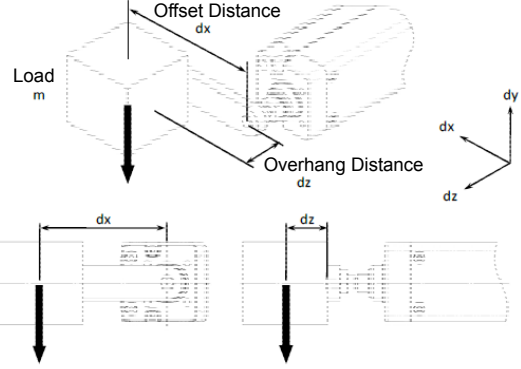 Offset Distance
dx
Load
m
dy
dx
Overhang Distance
dz
dz
dx
dz